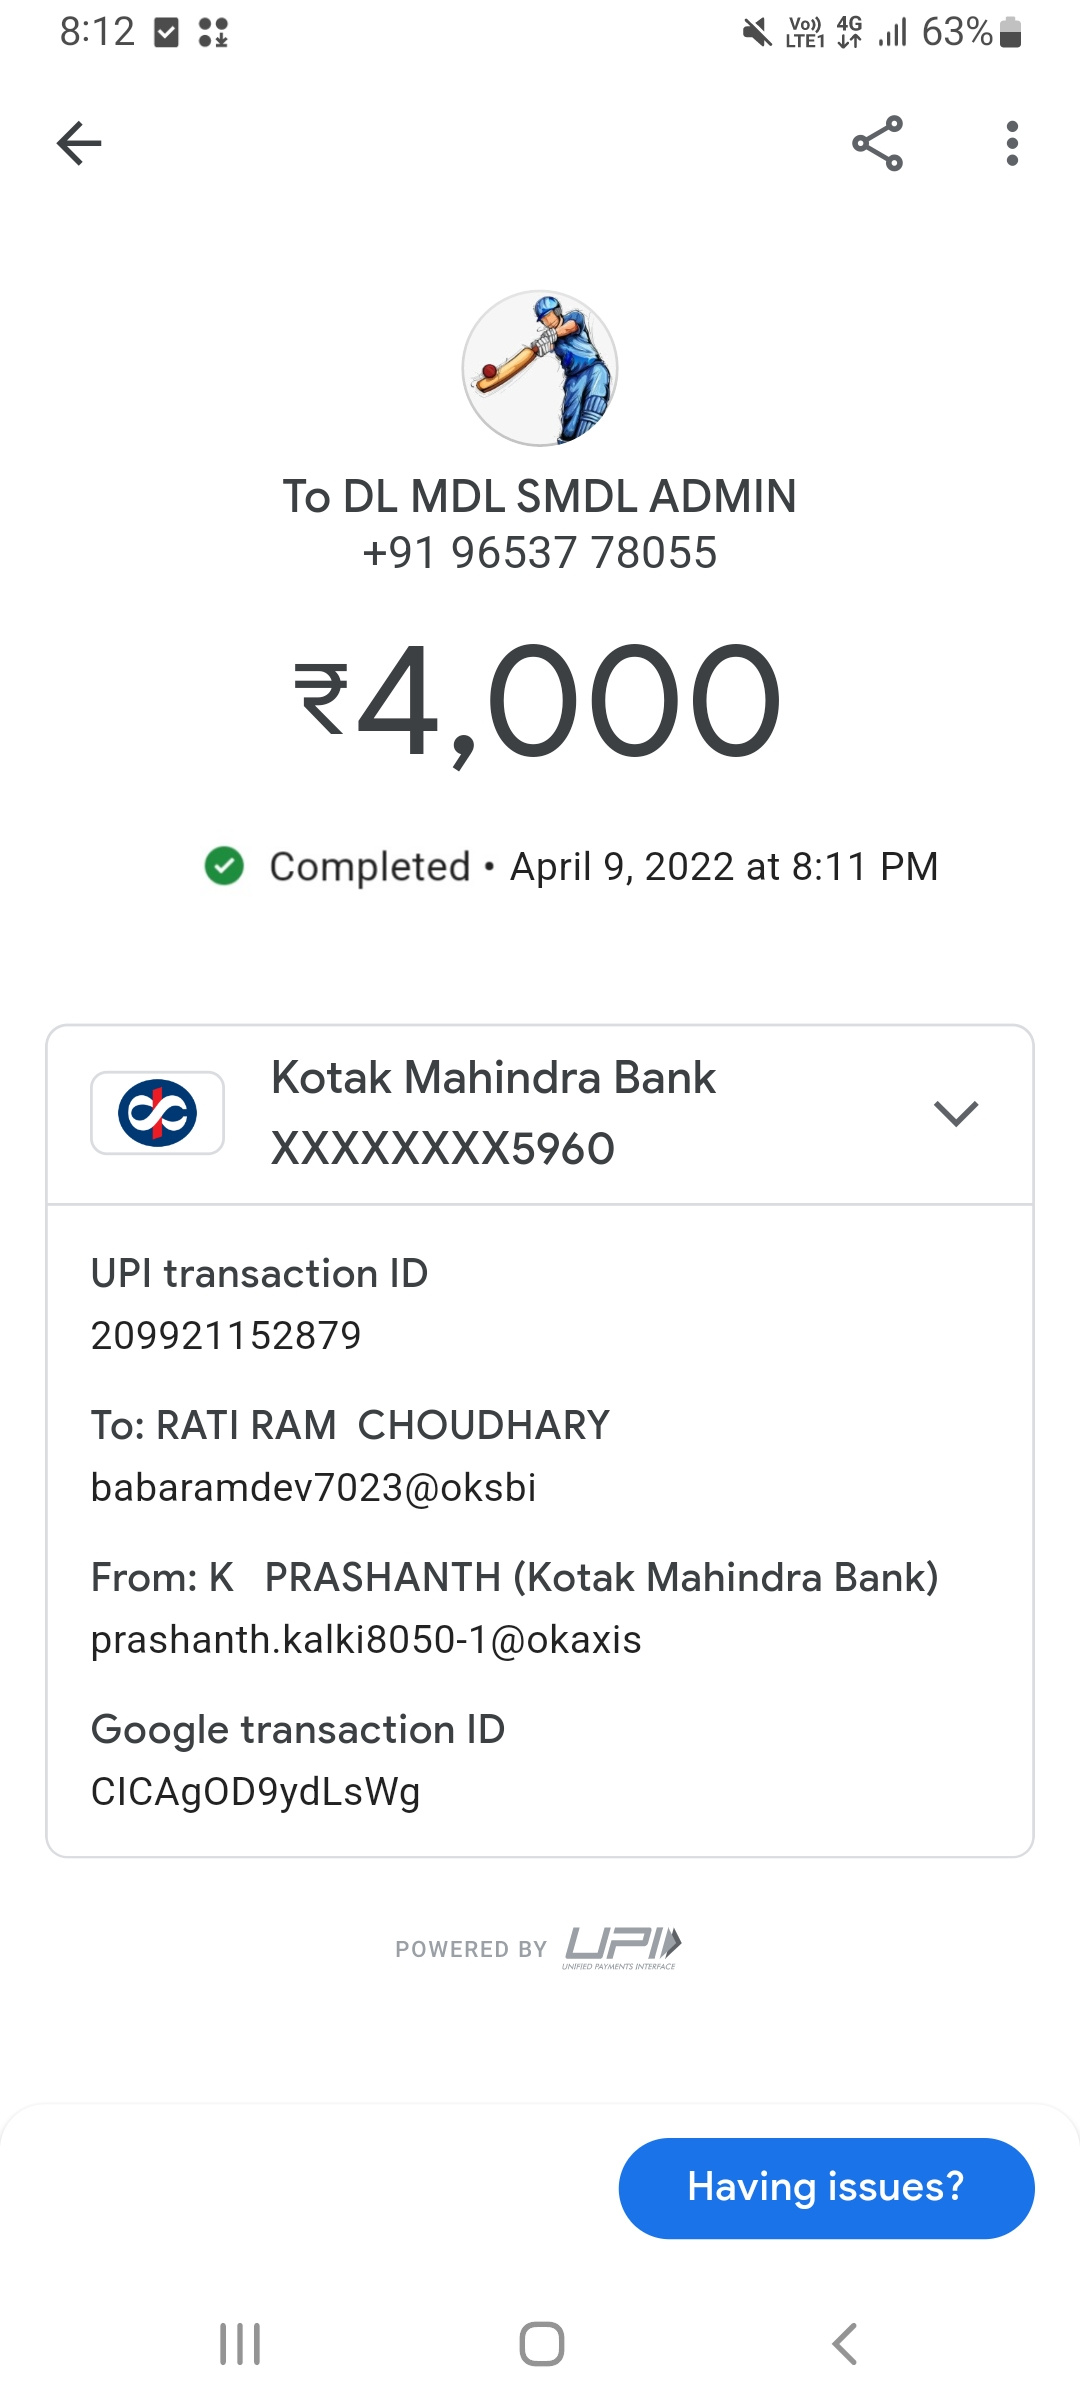 8:12
Vo)) LTE1 4G 63%
To DL MDL SMDL ADMIN
+91 96537 78055
₹4,000
Completed • April 9, 2022 at 8:11 PM
Kotak Mahindra Bank
XXXXXXXX5960
UPI transaction ID
209921152879
To: RATI RAM  CHOUDHARY
babaramdev7023@oksbi
From: K   PRASHANTH (Kotak Mahindra Bank)
prashanth.kalki8050-1@okaxis
Google transaction ID
CICAgOD9ydLsWg
POWERED BY UPI
UNIFIED PAYMENTS INTERFACE
Having issues?